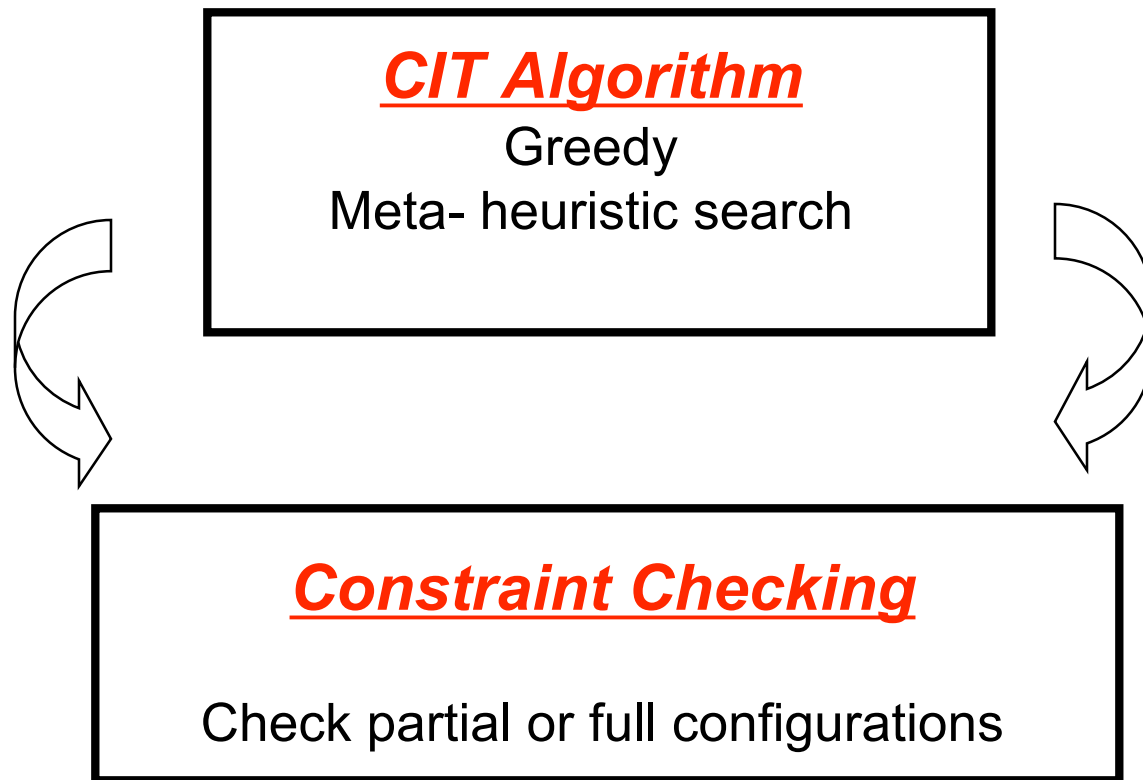 CIT Algorithm
Greedy
Meta- heuristic search
Constraint Checking
Check partial or full configurations